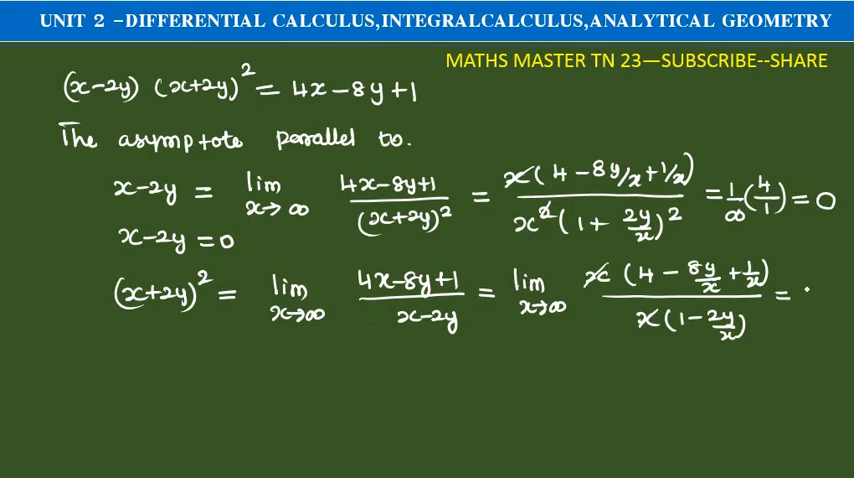 UNIT 2 –DIFFERENTIAL CALCULUS,INTEGRALCALCULUS,ANALYTICAL GEOMETRY
MATHS MASTER TN 23—SUBSCRIBE--SHARE
(x-2y) (x+2y)² = 4x-8y+1
The asymptote parallel to.
x-2y = lim x→∞ (4x-8y+1)/(x+2y)² = x(4-8y/x+1/x)/x²(1+2y/x)² = 1/∞(4/1) = 0
x-2y = 0
(x+2y)² = lim x→∞ (4x-8y+1)/(x-2y) = lim x→∞ x(4-8y/x+1/x)/x(1-2y/x) =